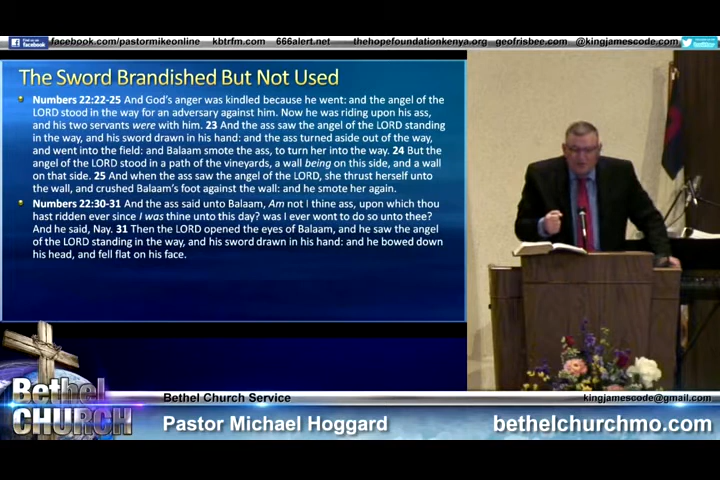 Find us on
facebook
facebook.com/pastormikeonline kbtrfm.com 666alert.net thehopefoundationkenya.org geofrisbee.com @kingjamescode.com
twitter
The Sword Brandished But Not Used
Numbers 22:22-25 And God's anger was kindled because he went: and the angel of the
LORD stood in the way for an adversary against him. Now he was riding upon his ass,
and his two servants were with him. 23 And the ass saw the angel of the LORD standing
in the way, and his sword drawn in his hand: and the ass turned aside out of the way,
and went into the field: and Balaam smote the ass, to turn her into the way. 24 But the
angel of the LORD stood in a path of the vineyards, a wall being on this side, and a wall
on that side. 25 And when the ass saw the angel of the LORD, she thrust herself unto
the wall, and crushed Balaam's foot against the wall: and he smote her again.
Numbers 22:30-31 And the ass said unto Balaam, Am not I thine ass, upon which thou
hast ridden ever since I was thine unto this day? was I ever wont to do so unto thee?
And he said, Nay. 31 Then the LORD opened the eyes of Balaam, and he saw the angel
of the LORD standing in the way, and his sword drawn in his hand: and he bowed down
his head, and fell flat on his face.
Bethel
CHURCH
Bethel Church Service
kingjamescode@gmail.com
Pastor Michael Hoggard
bethelchurchmo.com